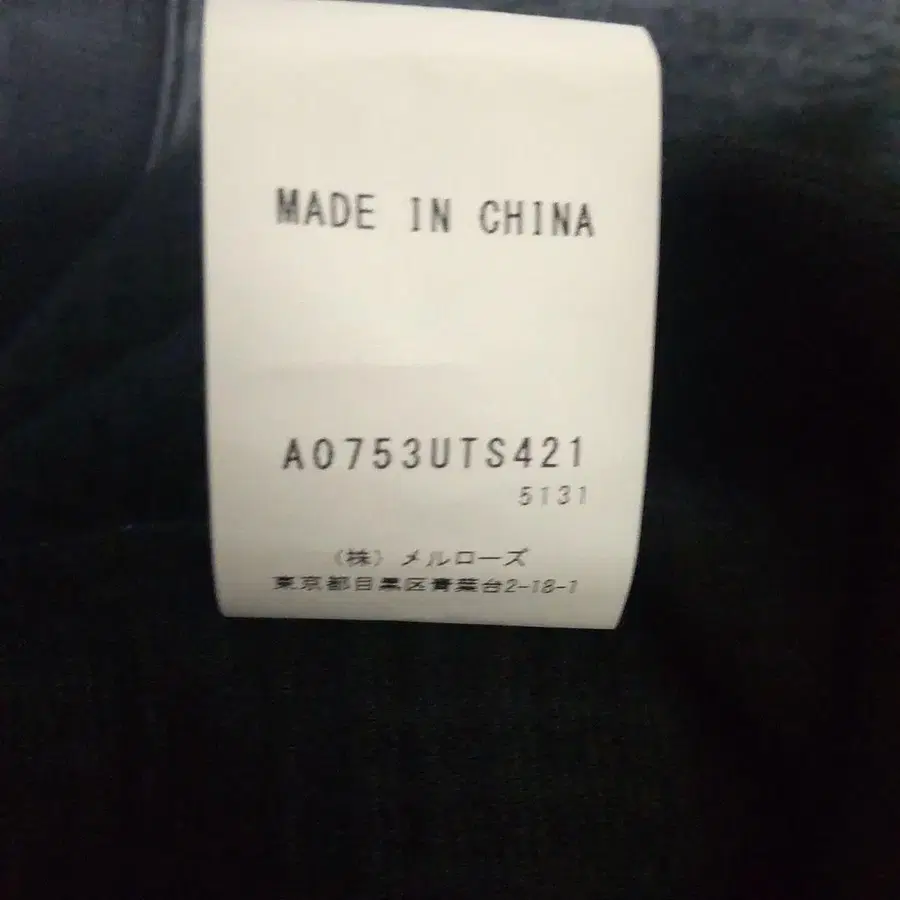 MADE IN CHINA
A0753UTS421
5131
(株)メルローズ
東京都目黒区青葉台2-18-1